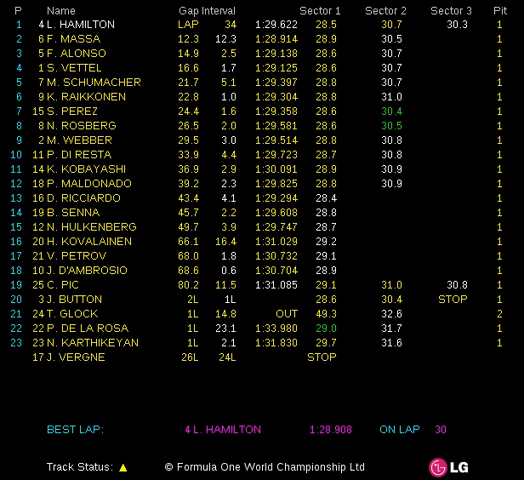 P Name Gap Interval Sector 1 Sector 2 Sector 3 Pit
1 4 L. HAMILTON LAP 34 1:29.622 28.5 30.7 30.3 1
2 6 F. MASSA 12.3 12.3 1:28.914 28.9 30.5 1
3 5 F. ALONSO 14.9 2.5 1:29.138 28.6 30.7 1
4 1 S. VETTEL 16.6 1.7 1:29.125 28.6 30.7 1
5 7 M. SCHUMACHER 21.7 5.1 1:29.397 28.8 30.7 1
6 9 K. RAIKKONEN 22.8 1.0 1:29.304 28.8 31.0 1
7 15 S. PEREZ 24.4 1.6 1:29.358 28.6 30.4 1
8 8 N. ROSBERG 26.5 2.0 1:29.581 28.6 30.5 1
9 2 M. WEBBER 29.5 3.0 1:29.514 28.8 30.8 1
10 11 P. DI RESTA 33.9 4.4 1:29.723 28.7 30.8 1
11 14 K. KOBAYASHI 36.9 2.9 1:30.091 28.9 30.9 1
12 18 P. MALDONADO 39.2 2.3 1:29.825 28.8 30.9 1
13 16 D. RICCIARDO 43.4 4.1 1:29.294 28.4 1
14 19 B. SENNA 45.7 2.2 1:29.608 28.8 1
15 12 N. HULKENBERG 49.7 3.9 1:29.747 28.7 1
16 20 H. KOVALAINEN 66.1 16.4 1:31.029 29.2 1
17 21 V. PETROV 68.0 1.8 1:30.732 29.1 1
18 10 J. D'AMBROSIO 68.6 0.6 1:30.704 28.9 1
19 25 C. PIC 80.2 11.5 1:31.085 29.1 31.0 30.8 1
20 3 J. BUTTON 2L 1L 28.6 30.4 STOP 1
21 24 T. GLOCK 1L 14.8 OUT 49.3 32.6 2
22 22 P. DE LA ROSA 1L 23.1 1:33.980 29.0 31.7 1
23 23 N. KARTHIKEYAN 1L 2.1 1:31.830 29.7 31.6 1
17 J. VERGNE 26L 24L STOP
BEST LAP: 4 L. HAMILTON 1:28.908 ON LAP 30
Track Status: © Formula One World Championship Ltd LG